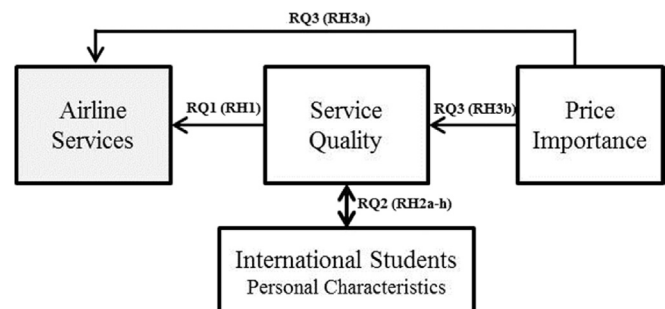 RQ3 (RH3a)
Airline
Services
RQ1 (RH1)
Service
Quality
RQ3 (RH3b)
Price
Importance
RQ2 (RH2a-h)
International Students
Personal Characteristics